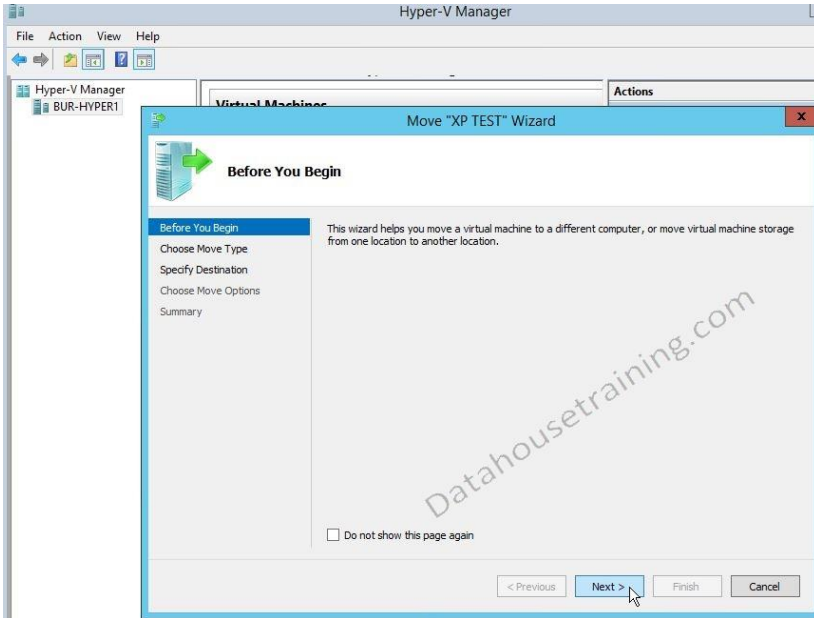 Hyper-V Manager
File Action View Help
Hyper-V Manager
BUR-HYPER1
Virtual Machines
Actions
Move "XP TEST" Wizard
x
Before You Begin
Before You Begin
Choose Move Type
Specify Destination
Choose Move Options
Summary
This wizard helps you move a virtual machine to a different computer, or move virtual machine storage
from one location to another location.
Datahousetraining.com
Do not show this page again
< Previous Next > Finish Cancel